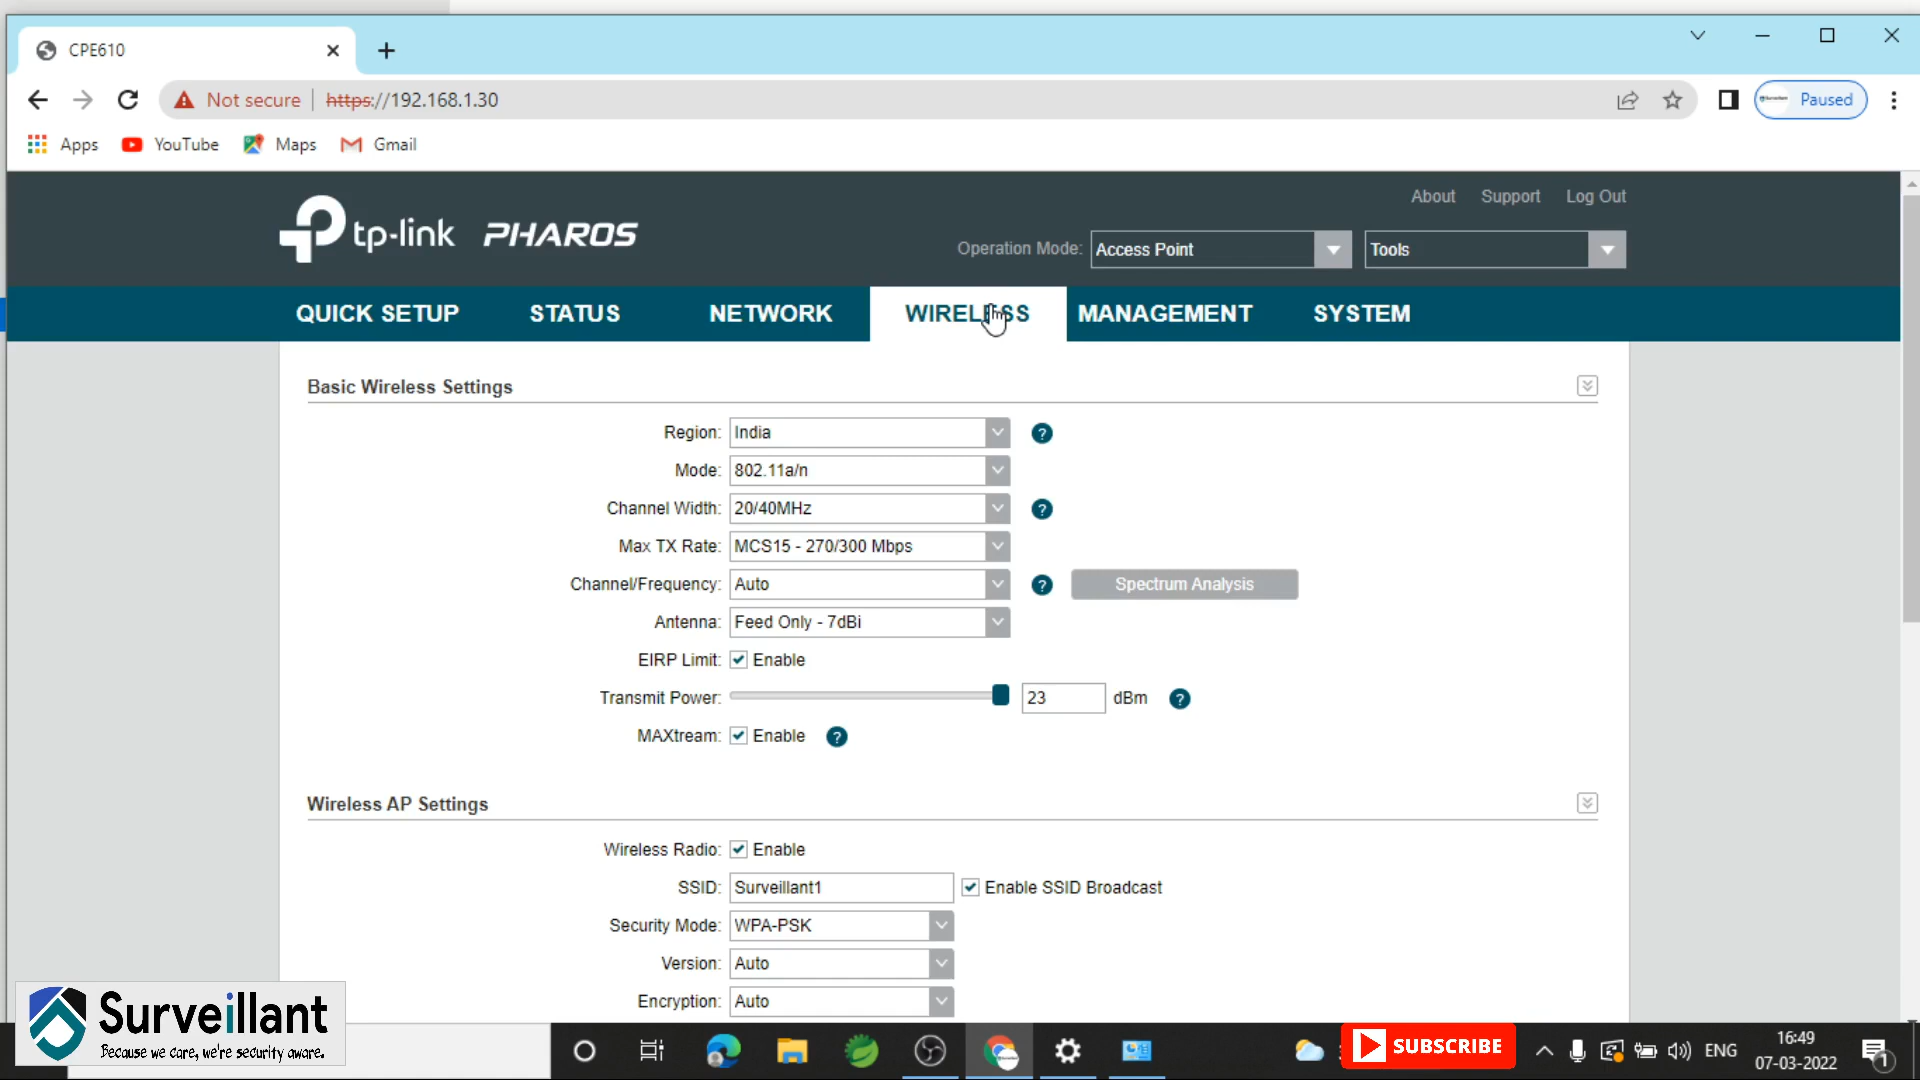 CPE610
Not secure https://192.168.1.30 Paused
Apps YouTube Maps Gmail
About Support Log Out
tp-link PHAROS
Operation Mode: Access Point Tools
QUICK SETUP STATUS NETWORK WIRELESS MANAGEMENT SYSTEM
Basic Wireless Settings
Region: India ?
Mode: 802.11a/n
Channel Width: 20/40MHz ?
Max TX Rate: MCS15 - 270/300 Mbps
Channel/Frequency: Auto ? Spectrum Analysis
Antenna: Feed Only - 7dBi
EIRP Limit: Enable
Transmit Power: 23 dBm ?
MAXtream: Enable ?
Wireless AP Settings
Wireless Radio: Enable
SSID: Surveillant1 Enable SSID Broadcast
Security Mode: WPA-PSK
Version: Auto
Encryption: Auto
Surveillant
Because we care, we're security aware.
SUBSCRIBE
ENG
16:49
07-03-2022
1